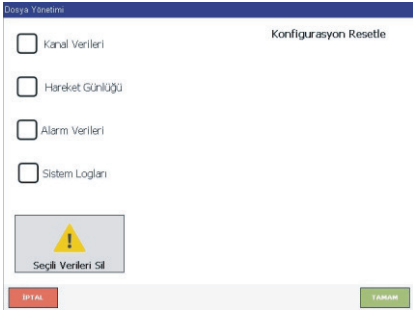 Dosya Yönetimi
Kanal Verileri
Konfigurasyon Resetle
Hareket Günlüğü
Alarm Verileri
Sistem Logları
Seçili Verileri Sil
İPTAL
TAMAM